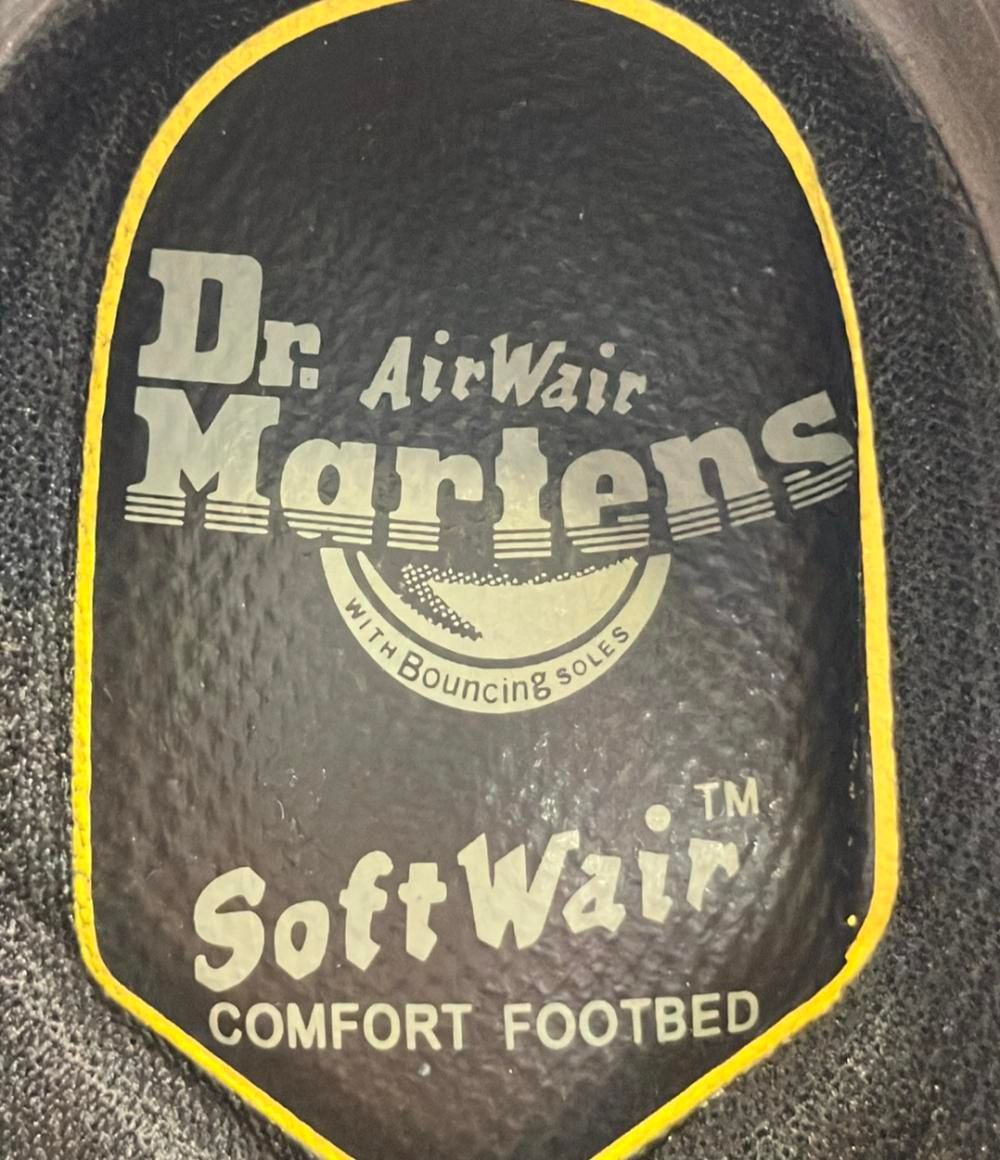 Dr.
AirWair
Martens
WITH Bouncing SOLES
SoftWair™
COMFORT FOOTBED